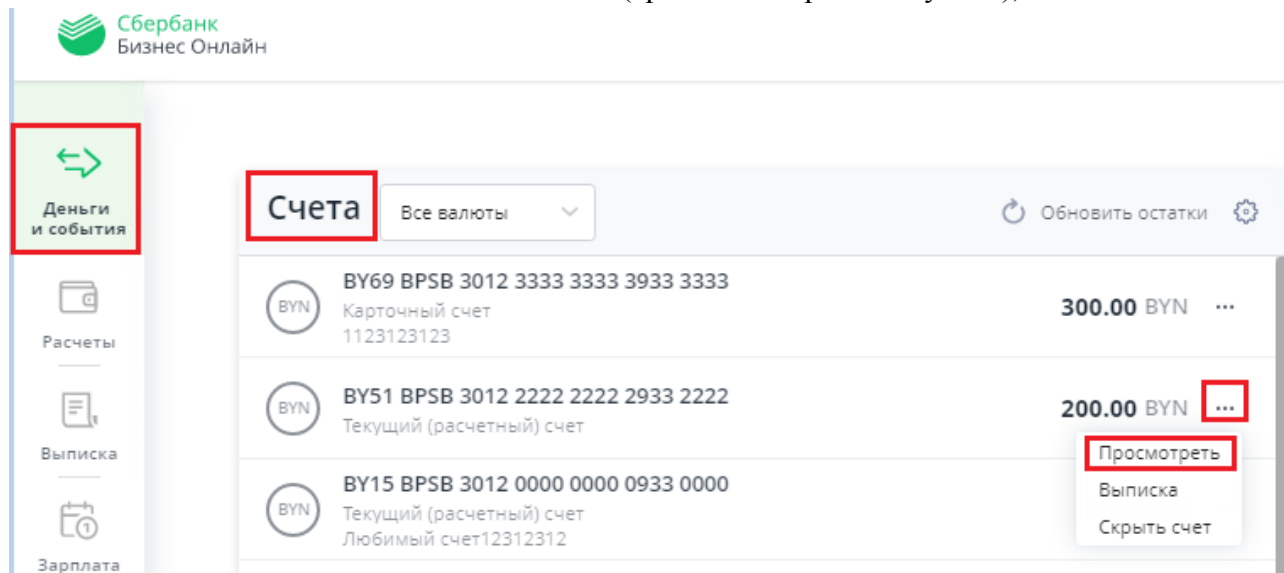 Сбербанк
Бизнес Онлайн
Деньги
и события
Расчеты
Выписка
Зарплата
Счета Все валюты Обновить остатки
BYN BY69 BPSB 3012 3333 3333 3933 3333 300.00 BYN ...
Карточный счет
1123123123
BYN BY51 BPSB 3012 2222 2222 2933 2222 200.00 BYN ...
Текущий (расчетный) счет
Просмотреть
Выписка
Скрыть счет
BYN BY15 BPSB 3012 0000 0000 0933 0000
Текущий (расчетный) счет
Любимый счет12312312